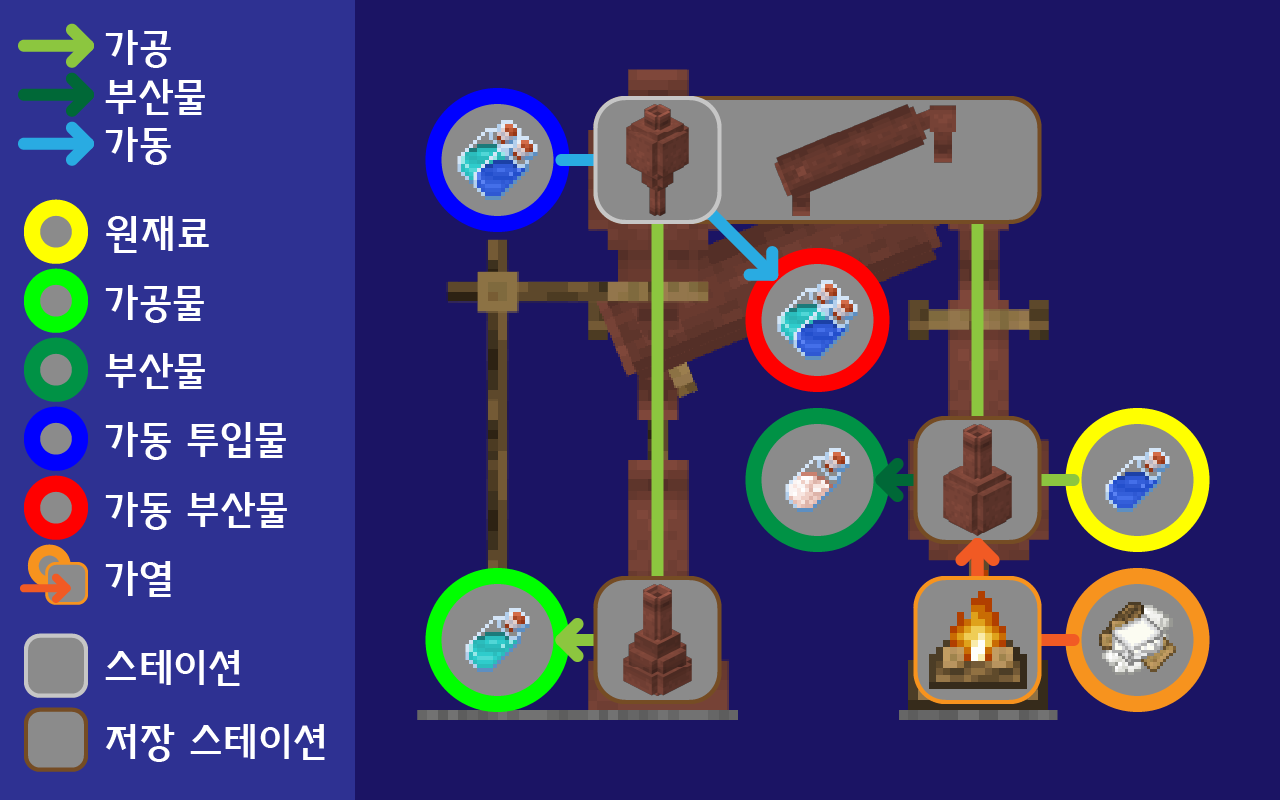 가공
부산물
가동
원재료
가공물
부산물
가동 투입물
가동 부산물
가열
스테이션
저장 스테이션